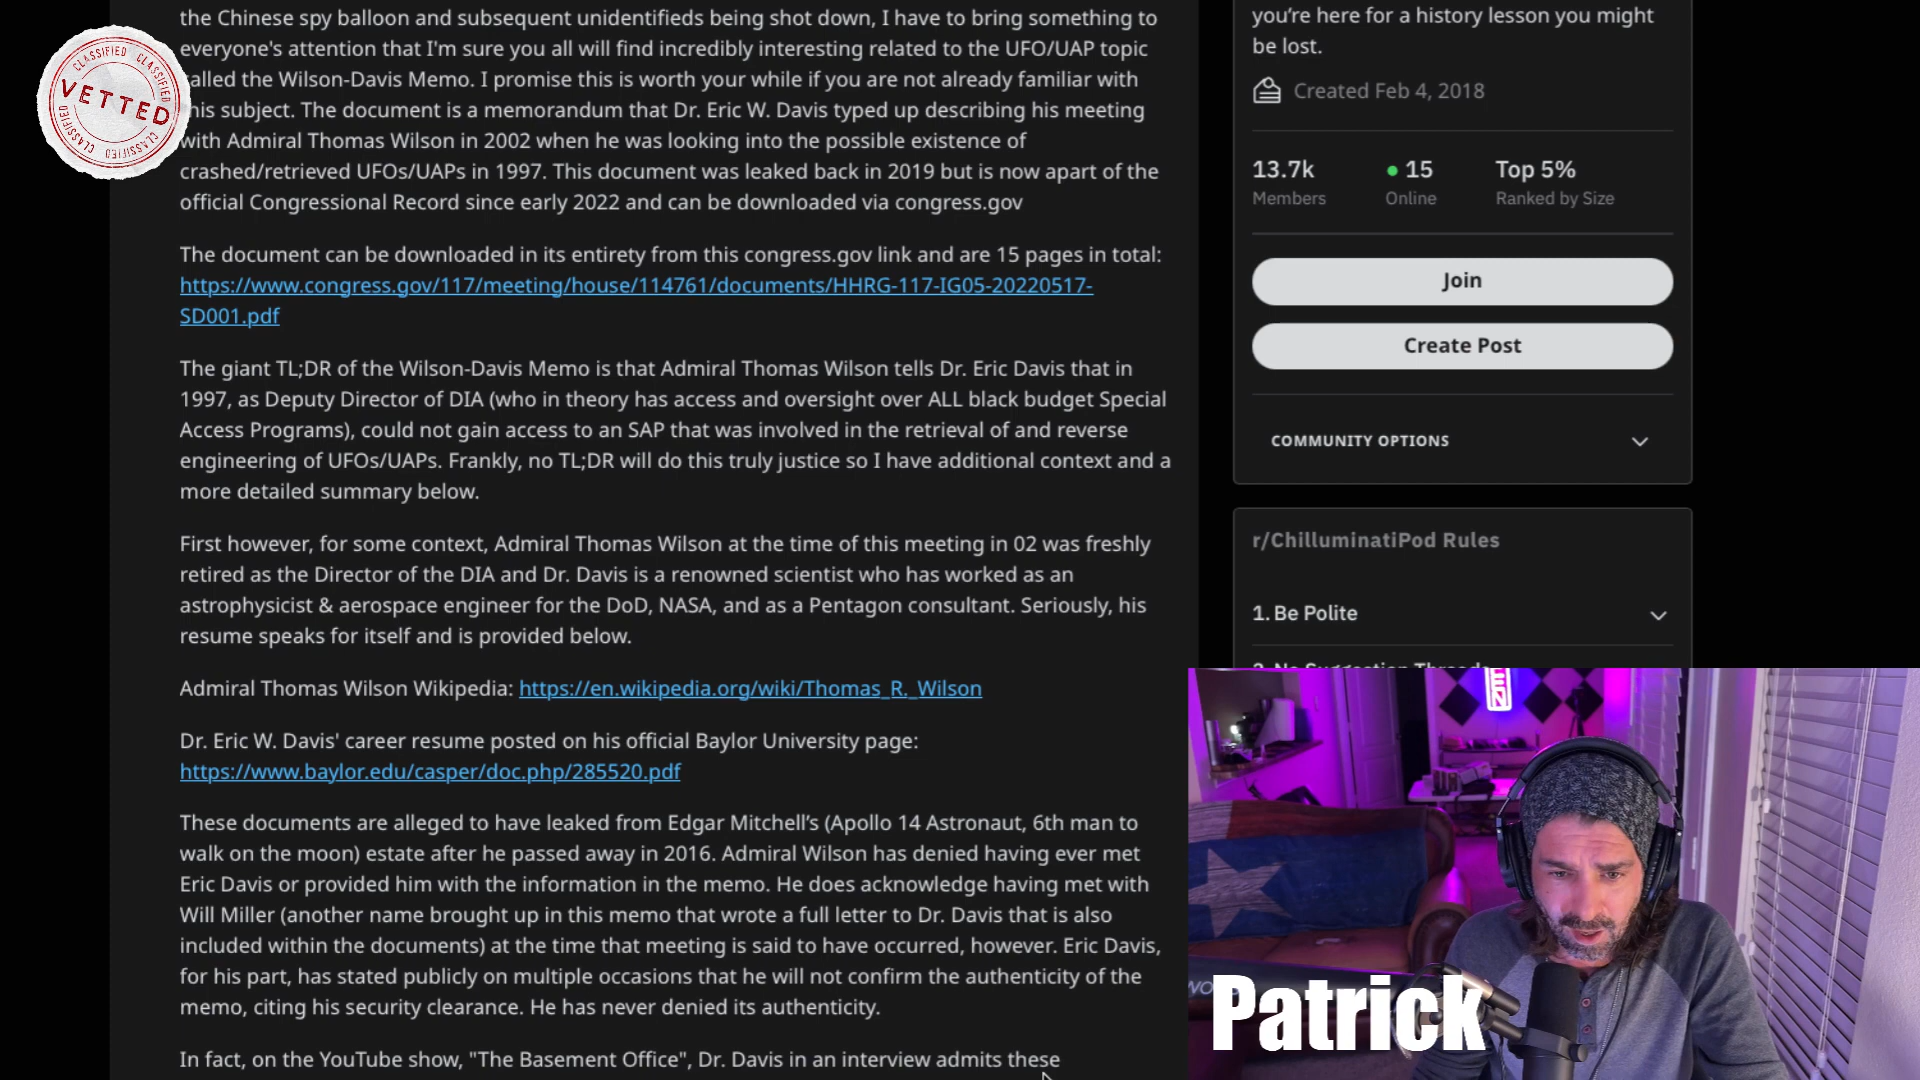 the Chinese spy balloon and subsequent unidentifieds being shot down, I have to bring something to
everyone's attention that I'm sure you all will find incredibly interesting related to the UFO/UAP topic
called the Wilson-Davis Memo. I promise this is worth your while if you are not already familiar with
this subject. The document is a memorandum that Dr. Eric W. Davis typed up describing his meeting
with Admiral Thomas Wilson in 2002 when he was looking into the possible existence of
crashed/retrieved UFOs/UAPs in 1997. This document was leaked back in 2019 but is now apart of the
official Congressional Record since early 2022 and can be downloaded via congress.gov
The document can be downloaded in its entirety from this congress.gov link and are 15 pages in total:
https://www.congress.gov/117/meeting/house/114761/documents/HHRG-117-IG05-20220517-
SD001.pdf
The giant TL;DR of the Wilson-Davis Memo is that Admiral Thomas Wilson tells Dr. Eric Davis that in
1997, as Deputy Director of DIA (who in theory has access and oversight over ALL black budget Special
Access Programs), could not gain access to an SAP that was involved in the retrieval of and reverse
engineering of UFOs/UAPs. Frankly, no TL;DR will do this truly justice so I have additional context and a
more detailed summary below.
First however, for some context, Admiral Thomas Wilson at the time of this meeting in 02 was freshly
retired as the Director of the DIA and Dr. Davis is a renowned scientist who has worked as an
astrophysicist & aerospace engineer for the DoD, NASA, and as a Pentagon consultant. Seriously, his
resume speaks for itself and is provided below.
Admiral Thomas Wilson Wikipedia: https://en.wikipedia.org/wiki/Thomas_R._Wilson
Dr. Eric W. Davis' career resume posted on his official Baylor University page:
https://www.baylor.edu/casper/doc.php/285520.pdf
These documents are alleged to have leaked from Edgar Mitchell's (Apollo 14 Astronaut, 6th man to
walk on the moon) estate after he passed away in 2016. Admiral Wilson has denied having ever met
Eric Davis or provided him with the information in the memo. He does acknowledge having met with
Will Miller (another name brought up in this memo that wrote a full letter to Dr. Davis that is also
included within the documents) at the time that meeting is said to have occurred, however. Eric Davis,
for his part, has stated publicly on multiple occasions that he will not confirm the authenticity of the
memo, citing his security clearance. He has never denied its authenticity.
In fact, on the YouTube show, "The Basement Office", Dr. Davis in an interview admits these
CLASSIFIED CLASSIFIED
VETTED
CLASSIFIED CLASSIFIED
you're here for a history lesson you might
be lost.
Created Feb 4, 2018
13.7k 15 Top 5%
Members Online Ranked by Size
Join
Create Post
COMMUNITY OPTIONS
r/ChilluminatiPod Rules
1. Be Polite
2. No Suggestion Threads
Patrick